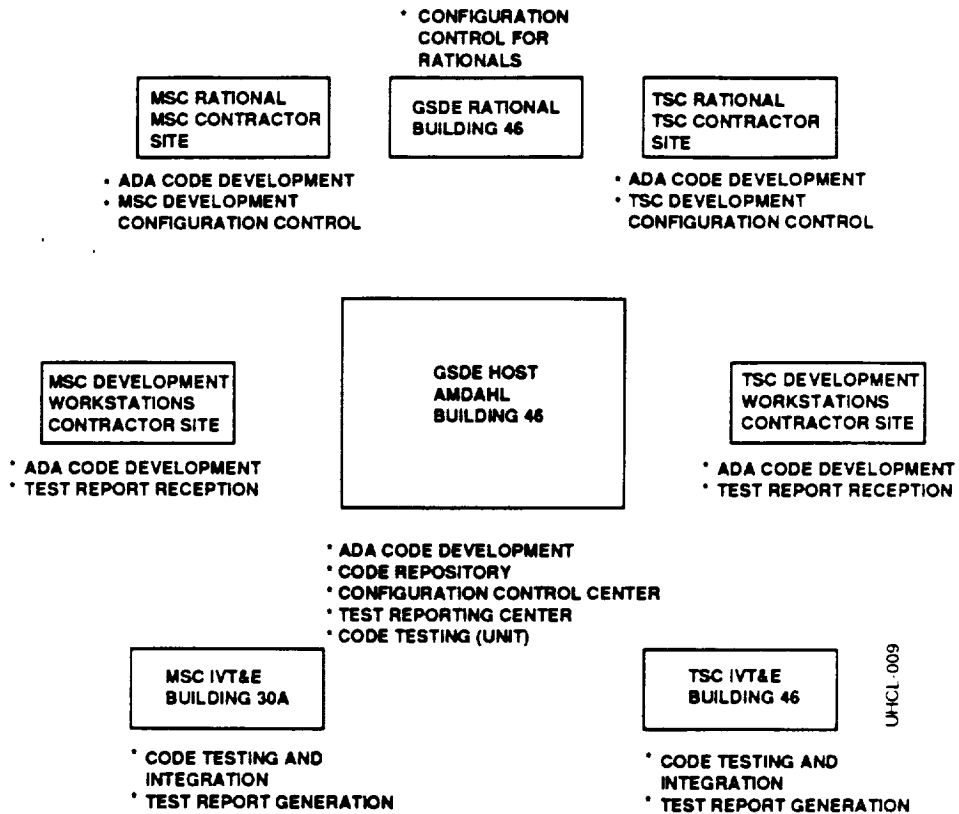 * CONFIGURATION
CONTROL FOR
RATIONALS
MSC RATIONAL
MSC CONTRACTOR
SITE
GSDE RATIONAL
BUILDING 46
TSC RATIONAL
TSC CONTRACTOR
SITE
• ADA CODE DEVELOPMENT
• MSC DEVELOPMENT
CONFIGURATION CONTROL
• ADA CODE DEVELOPMENT
• TSC DEVELOPMENT
CONFIGURATION CONTROL
MSC DEVELOPMENT
WORKSTATIONS
CONTRACTOR SITE
GSDE HOST
AMDAHL
BUILDING 46
TSC DEVELOPMENT
WORKSTATIONS
CONTRACTOR SITE
* ADA CODE DEVELOPMENT
* TEST REPORT RECEPTION
* ADA CODE DEVELOPMENT
* TEST REPORT RECEPTION
* ADA CODE DEVELOPMENT
* CODE REPOSITORY
* CONFIGURATION CONTROL CENTER
* TEST REPORTING CENTER
* CODE TESTING (UNIT)
MSC IVT&E
BUILDING 30A
TSC IVT&E
BUILDING 46
UHCL-009
* CODE TESTING AND
INTEGRATION
* TEST REPORT GENERATION
* CODE TESTING AND
INTEGRATION
* TEST REPORT GENERATION